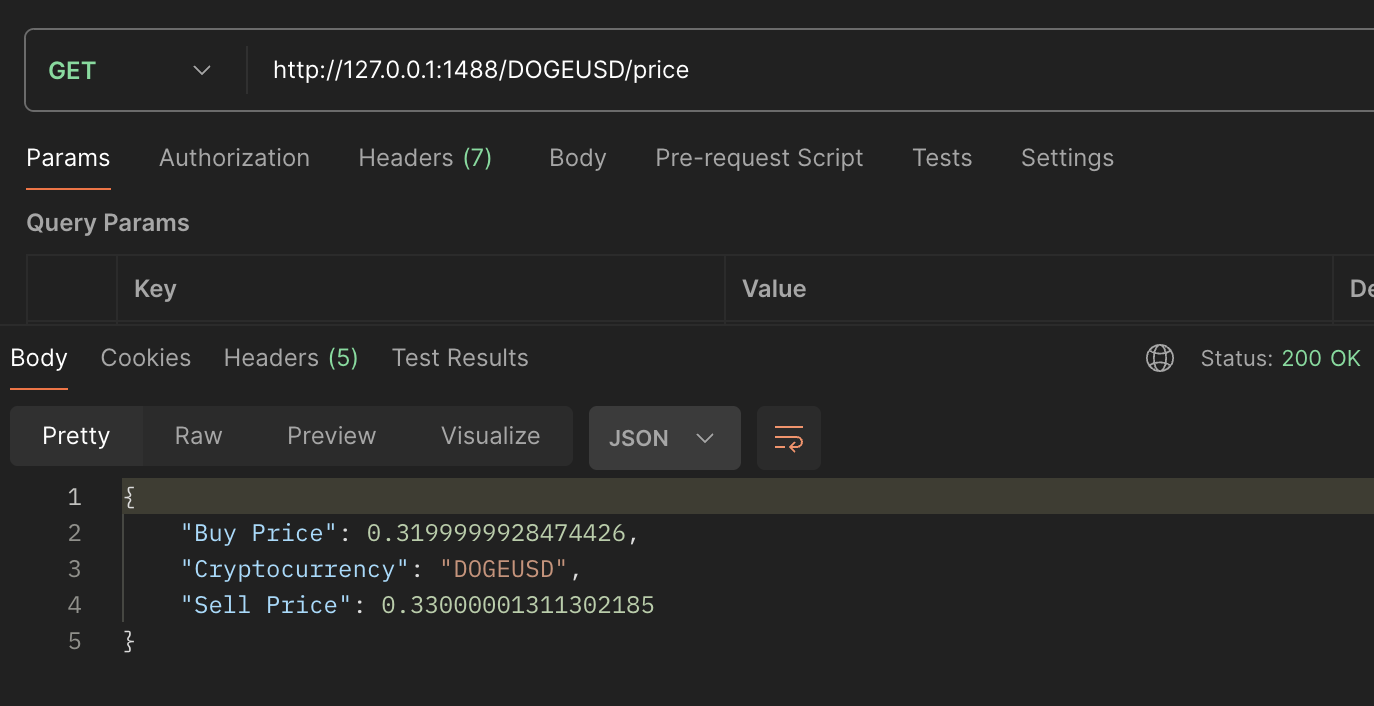 GET http://127.0.0.1:1488/DOGEUSD/price
Params Authorization Headers (7) Body Pre-request Script Tests Settings
Query Params
Key Value De
Body Cookies Headers (5) Test Results Status: 200 OK
Pretty Raw Preview Visualize JSON
1 {
2 "Buy Price": 0.3199999928474426,
3 "Cryptocurrency": "DOGEUSD",
4 "Sell Price": 0.33000001311302185
5 }